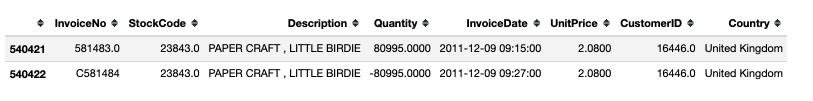 InvoiceNo StockCode Description Quantity InvoiceDate UnitPrice CustomerID Country
540421 581483.0 23843.0 PAPER CRAFT , LITTLE BIRDIE 80995.0000 2011-12-09 09:15:00 2.0800 16446.0 United Kingdom
540422 C581484 23843.0 PAPER CRAFT , LITTLE BIRDIE -80995.0000 2011-12-09 09:27:00 2.0800 16446.0 United Kingdom